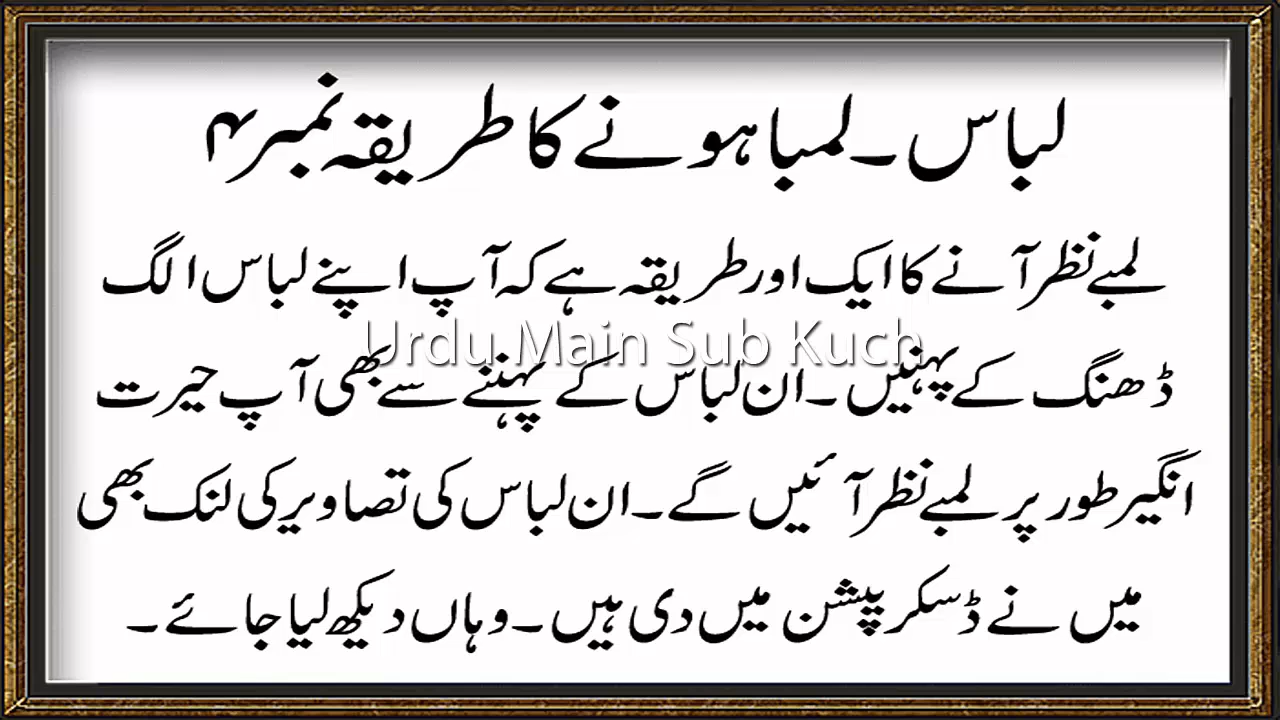 لباس۔ لمبا ہونے کا طریقہ نمبر ۴
لمبے نظر آنے کا ایک اور طریقہ ہے کہ آپ اپنے لباس الگ
Urdu Main Sub Kuch
ڈھنگ کے پہنیں۔ ان لباس کے پہننے سے بھی آپ حیرت
انگیر طور پر لمبے نظر آئیں گے۔ ان لباس کی تصاویر کی لنک بھی
میں نے ڈسکرپشن میں دی ہیں۔ وہاں دیکھ لیا جائے۔